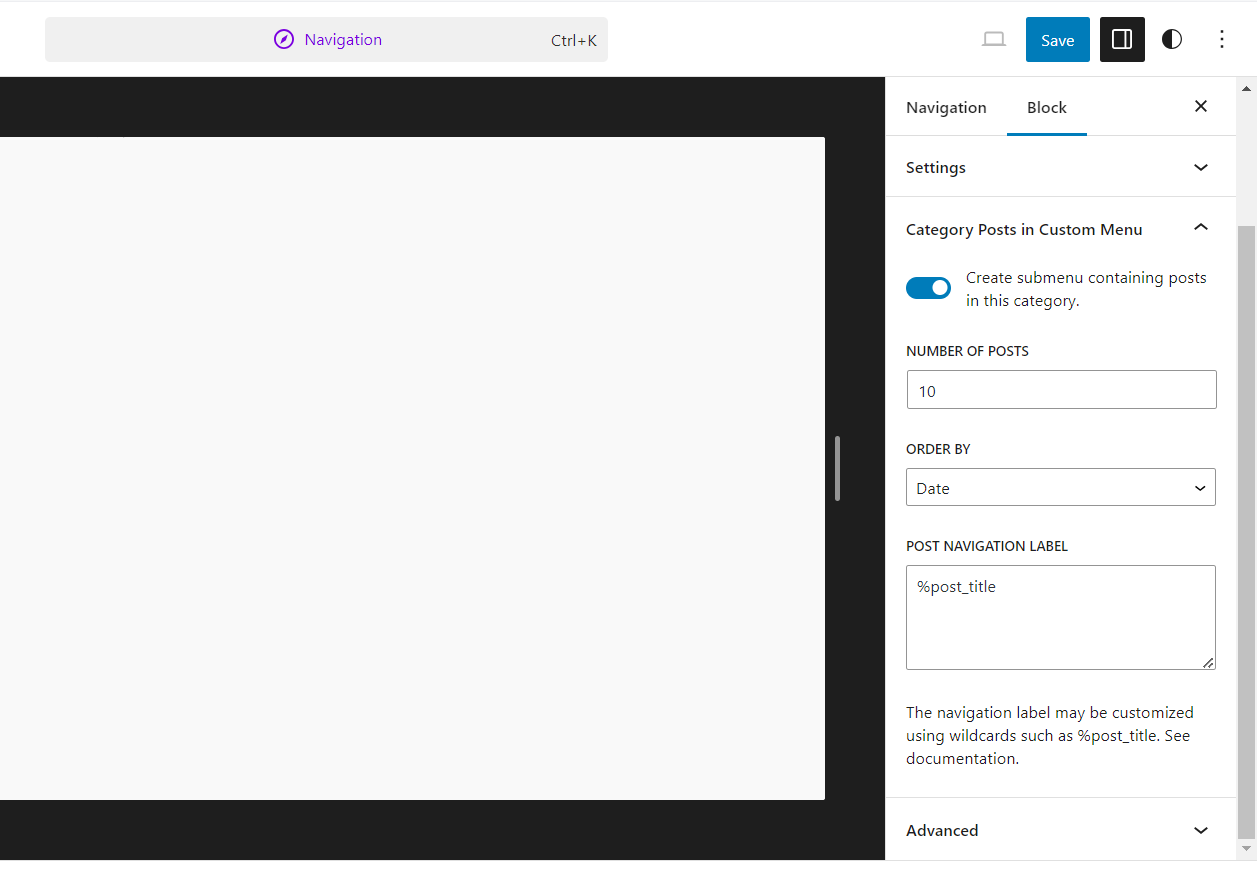 Navigation
Ctrl+K
Save
Navigation
Block
Settings
Category Posts in Custom Menu
Create submenu containing posts
in this category.
NUMBER OF POSTS
10
ORDER BY
Date
POST NAVIGATION LABEL
%post_title
The navigation label may be customized
using wildcards such as %post_title. See
documentation.
Advanced